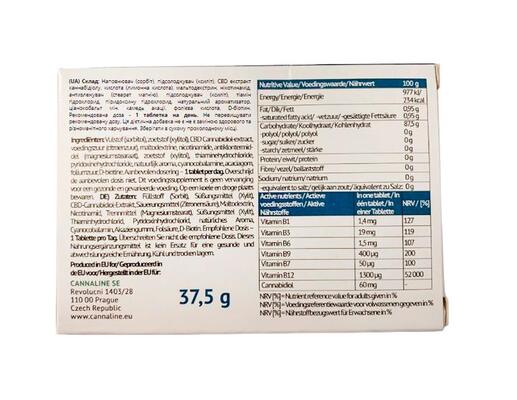 (UA) Склад: Наповнювач (сорбіт), підсолоджувач (ксиліт), CBD екстракт
каннабідіолу, кислота (лимонна кислота), мальтодекстрин, нікотинамід,
антизлежувач (стеарат магнію), підсолоджувач (ксиліт), тіамін
гідрохлорид, піридоксину гідрохлорид, натуральний ароматизатор,
ціанокобаламін, камедь акації, фолієва кислота, D-біотин.
Рекомендована доза - 1 таблетка на день. Не перевищувати
рекомендовану дозу. Ця дієтична добавка не є заміною здорового та
різноманітного харчування. Зберігати в сухому прохолодному місці.
Ingrediënten: Vulstof (sorbitol), zoetstof (xylitol), CBD Cannabidiol-extract,
voedingszuur (citroenzuur), maltodextrine, nicotinamide, antiklontermiddel
(magnesiumstearaat), zoetstof (xylitol), thiaminehydrochloride,
pyridoxinehydrochloride, natuurlijk aroma, cyanocobalamine, acaciagom,
foliumzuur, D-biotine. Aanbevolen dosering - 1 tablet per dag. Overschrijd
de aanbevolen dosis niet. Dit voedingssupplement is geen vervanging
voor een gezonde en gevarieerde voeding. Op een koele en droge plaats
bewaren. (DE) Zutaten: Füllstoff (Sorbit), Süßungsmittel (Xylit),
CBD-Cannabidiol-Extrakt, Säuerungsmittel (Zitronensäure), Maltodextrin,
Nicotinamid, Trennmittel (Magnesiumstearat), Süßungsmittel (Xylit),
Thiaminhydrochlorid, Pyridoxinhydrochlorid, natürliches Aroma,
Cyanocobalamin, Akaziengummi, Folsäure, D-Biotin. Empfohlene Dosis -
1 Tablette pro Tag. Überschreiten Sie nicht die empfohlene Dosis. Dieses
Nahrungsergänzungsmittel ist kein Ersatz für eine gesunde und
abwechslungsreiche Ernährung. Kühl und trocken lagern.
Produced in EU for/Geproduceerd in
de EU voor/Hergestellt in der EU für:
CANNALINE SE
Revolucni 1403/28
110 00 Prague
Czech Republic
www.cannaline.eu
37,5 g
Nutritive Value / Voedingswaarde / Nährwert 100 g
Energy/Energie/Energie 977 kJ/
234 kcal
Fat / Dik / Fett 0,95 g
-saturated fatty acid/ -vetzuur/ -gesättigte Fettsäure 0,95 g
Carbohydrate/Koolhydraat / Kohlenhydrat 87,5 g
-polyol/ polyol/ -polyol 0g
-sugar/ suiker/ zucker 0g
-starch/ zetmeel/ stärke 0g
Protein/ eiwit/ protein 0g
Fibre/ vezel/ ballaststoff 0g
Sodium / natrium/ natrium 0g
-equivalent to salt/ gelijk aan zout/ äquivalent zu Salz 0g
Active nutrients / Actieve voedingsstoffen / Aktive Nährstoffe in one tablet / In één tablet / In einer Tablette NRV / [%]
Vitamin B1 1,4 mg 127
Vitamin B3 19 mg 119
Vitamin B6 1,5 mg 107
Vitamin B9 400 µg 200
Vitamin B7 50 µg 100
Vitamin B12 1300 µg 52 000
Cannabidiol 60 mg -
NRV [%] = Nutrient reference value for adults given in %
NRV [%] = Voedingsreferentiewaarde voor volwassenen gegeven in %
NRV [%] = Nährstoffbezugswert für Erwachsene in %